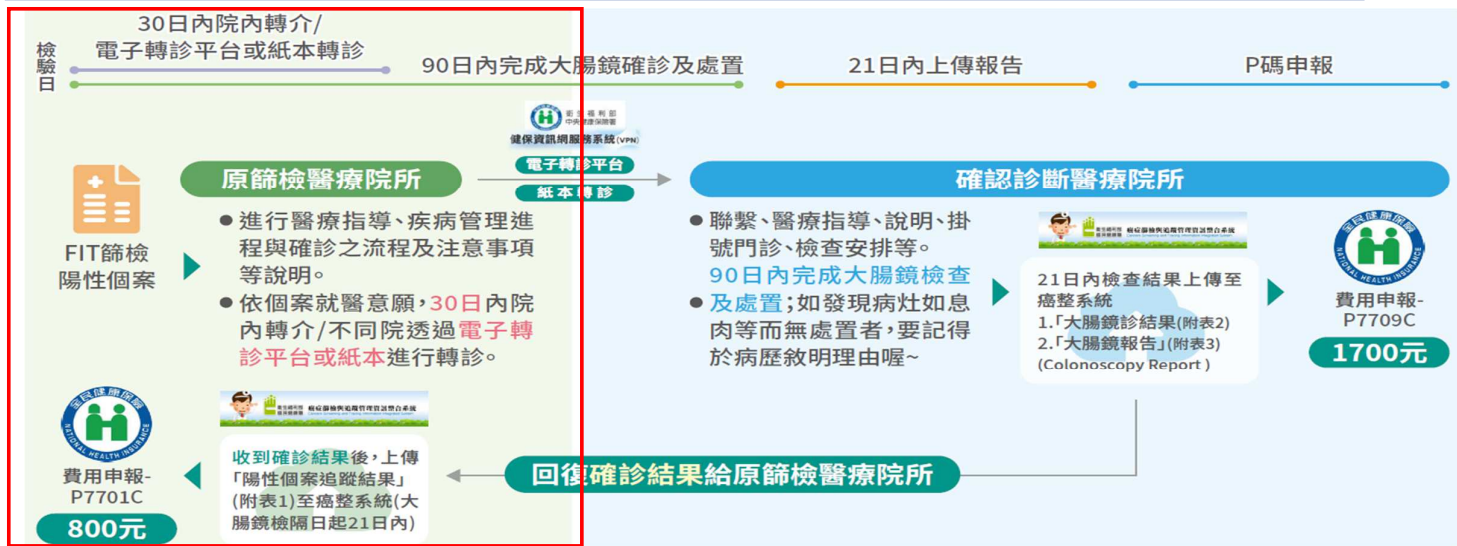 30日內院內轉介/
電子轉診平台或紙本轉診
檢驗日
90日內完成大腸鏡確診及處置
21日內上傳報告
P碼申報
衛生福利部
中央健康保險署
健保資訊網服務系統(VPN)
電子轉診平台
紙本轉診
FIT篩檢
陽性個案
原篩檢醫療院所
●進行醫療指導、疾病管理進
程與確診之流程及注意事項
等說明。
●依個案就醫意願，30日內院
內轉介/不同院透過電子轉
診平台或紙本進行轉診。
確認診斷醫療院所
●聯繫、醫療指導、說明、掛
號門診、檢查安排等。
90日內完成大腸鏡檢查
●及處置;如發現病灶如息
肉等而無處置者，要記得
於病歷敘明理由喔~
癌症篩檢與追蹤管理資訊整合系統
21日內檢查結果上傳至
癌整系統
1.「大腸鏡診結果(附表2)
2.「大腸鏡報告」(附表3)
(Colonoscopy Report )
全民健康保險
NATIONAL HEALTH INSURANCE
費用申報-
P7709C
1700元
全民健康保險
NATIONAL HEALTH INSURANCE
費用申報-
P7701C
800元
癌症篩檢與追蹤管理資訊整合系統
收到確診結果後，上傳
「陽性個案追蹤結果」
(附表1)至癌整系統(大
腸鏡檢隔日起21日內)
回復確診結果給原篩檢醫療院所